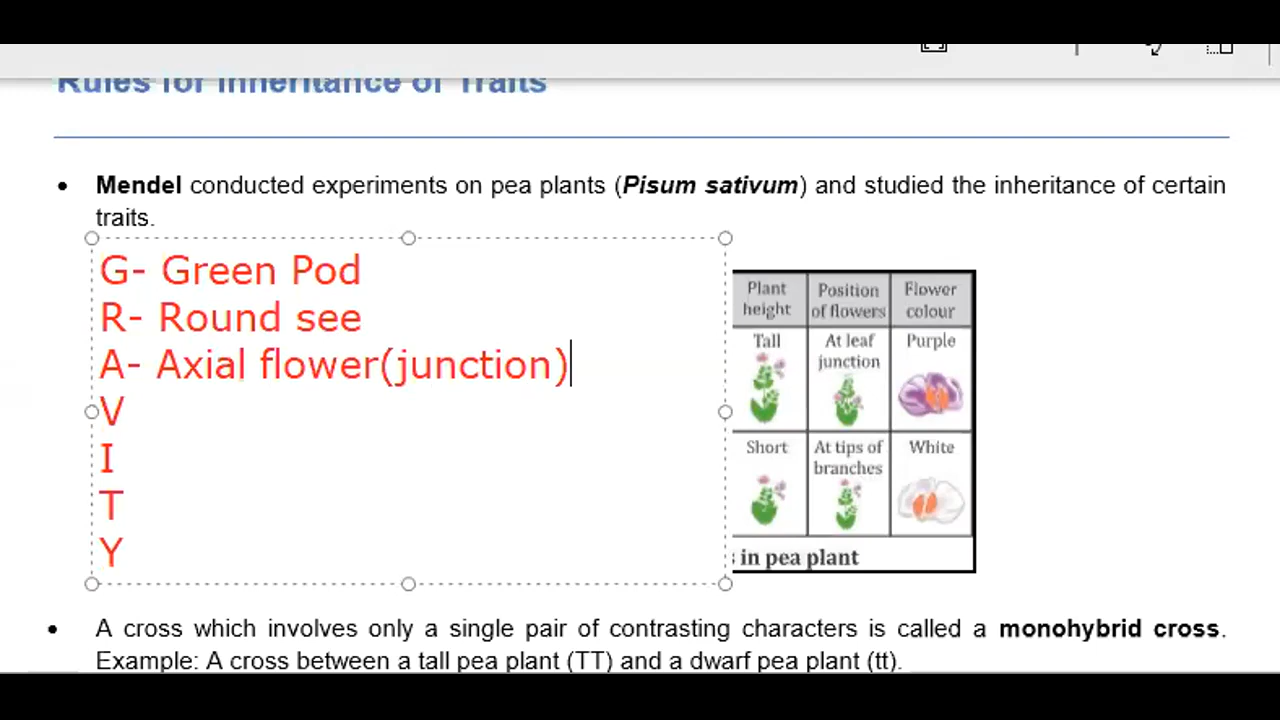 Rules for Inheritance of Traits
• Mendel conducted experiments on pea plants (Pisum sativum) and studied the inheritance of certain
traits.
G- Green Pod
R- Round see
A- Axial flower(junction)
V
I
T
Y
Plant height
Position of flowers
Flower colour
Tall
At leaf junction
Purple
Short
At tips of branches
White
in pea plant
• A cross which involves only a single pair of contrasting characters is called a monohybrid cross.
Example: A cross between a tall pea plant (TT) and a dwarf pea plant (tt).